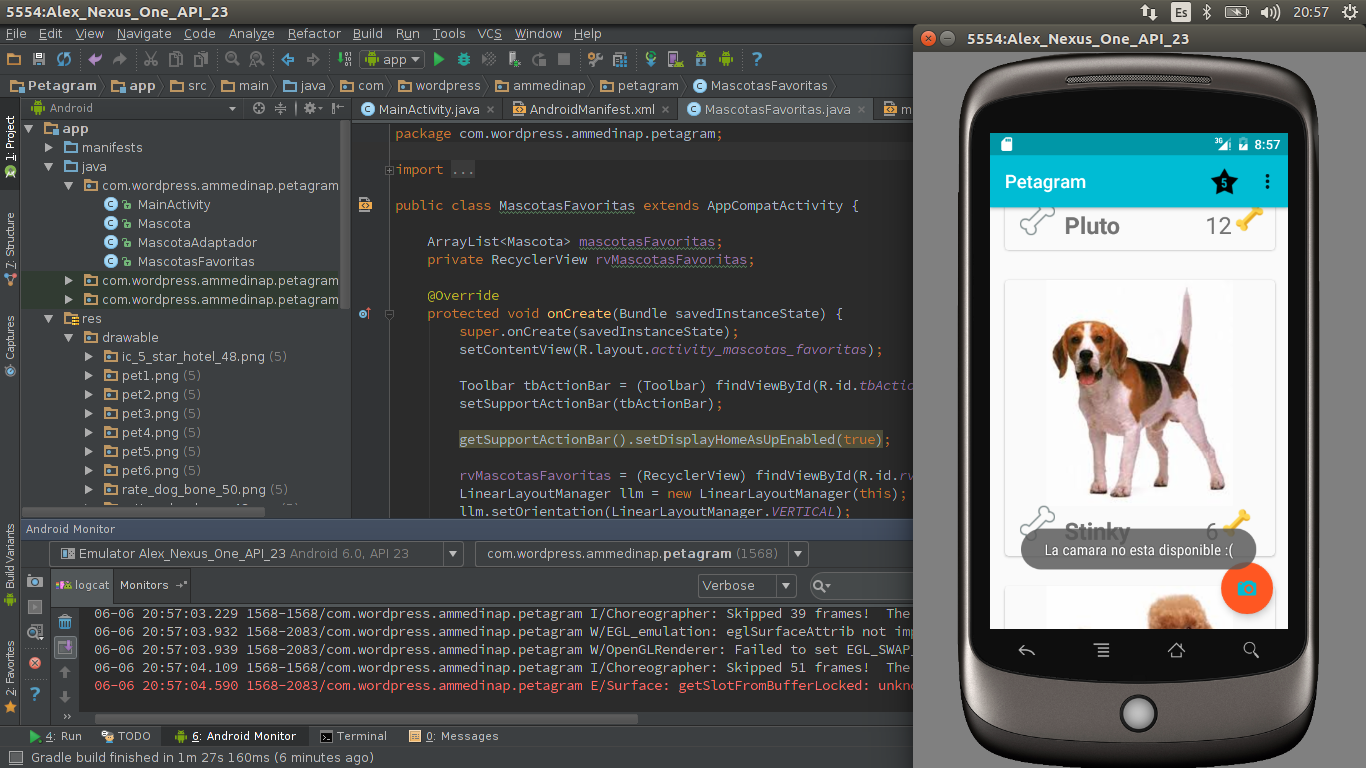 5554:Alex_Nexus_One_API_23
Es
20:57
File Edit View Navigate Code Analyze Refactor Build Run Tools VCS Window Help
5554:Alex_Nexus_One_API_23
app
Petagram app src main java com wordpress ammedinap petagram MascotasFavoritas
Android
MainActivity.java AndroidManifest.xml MascotasFavoritas.java
1: Project
7: Structure
Captures
Build Variants
2: Favorites
app
manifests
java
com.wordpress.ammedinap.petagram
MainActivity
Mascota
MascotaAdaptador
MascotasFavoritas
com.wordpress.ammedinap.petagram
com.wordpress.ammedinap.petagram
res
drawable
ic_5_star_hotel_48.png (5)
pet1.png (5)
pet2.png (5)
pet3.png (5)
pet4.png (5)
pet5.png (5)
pet6.png (5)
rate_dog_bone_50.png (5)
package com.wordpress.ammedinap.petagram;
import ...
public class MascotasFavoritas extends AppCompatActivity {
ArrayList<Mascota> mascotasFavoritas;
private RecyclerView rvMascotasFavoritas;
@Override
protected void onCreate(Bundle savedInstanceState) {
super.onCreate(savedInstanceState);
setContentView(R.layout.activity_mascotas_favoritas);
Toolbar tbActionBar = (Toolbar) findViewById(R.id.tbActio
setSupportActionBar(tbActionBar);
getSupportActionBar().setDisplayHomeAsUpEnabled(true);
rvMascotasFavoritas = (RecyclerView) findViewById(R.id.rv
LinearLayoutManager llm = new LinearLayoutManager(this);
llm.setOrientation(LinearLayoutManager.VERTICAL);
Android Monitor
Emulator Alex_Nexus_One_API_23 Android 6.0, API 23
com.wordpress.ammedinap.petagram (1568)
logcat Monitors
Verbose
06-06 20:57:03.229 1568-1568/com.wordpress.ammedinap.petagram I/Choreographer: Skipped 39 frames! The
06-06 20:57:03.932 1568-2083/com.wordpress.ammedinap.petagram W/EGL_emulation: eglSurfaceAttrib not imp
06-06 20:57:03.939 1568-2083/com.wordpress.ammedinap.petagram W/OpenGLRenderer: Failed to set EGL_SWAP_
06-06 20:57:04.109 1568-1568/com.wordpress.ammedinap.petagram I/Choreographer: Skipped 51 frames! The
06-06 20:57:04.590 1568-2083/com.wordpress.ammedinap.petagram E/Surface: getSlotFromBufferLocked: unkno
4: Run TODO 6: Android Monitor Terminal 0: Messages
Gradle build finished in 1m 27s 160ms (6 minutes ago)
3G 8:57
Petagram 5
Pluto 12
Stinky 6
La camara no esta disponible :(